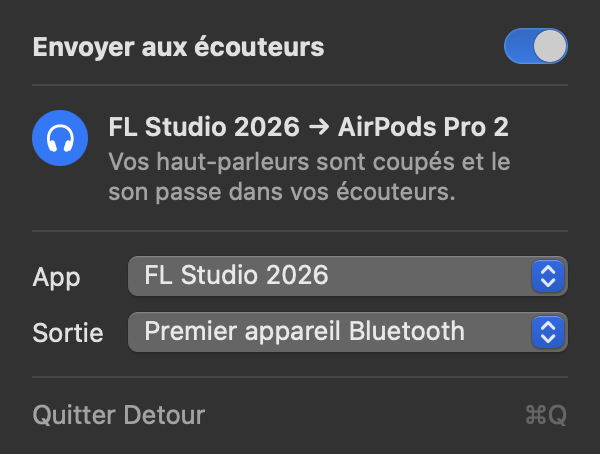 Envoyer aux écouteurs
FL Studio 2026 → AirPods Pro 2
Vos haut-parleurs sont coupés et le
son passe dans vos écouteurs.
App
FL Studio 2026
Sortie
Premier appareil Bluetooth
Quitter Detour
⌘Q